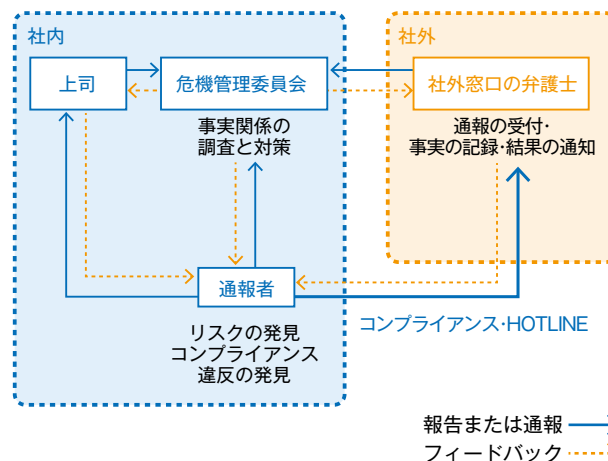 社内
社外
上司
危機管理委員会
社外窓口の弁護士
事実関係の
調査と対策
通報の受付・
事実の記録・結果の通知
通報者
リスクの発見
コンプライアンス
違反の発見
コンプライアンス・HOTLINE
報告または通報
フィードバック